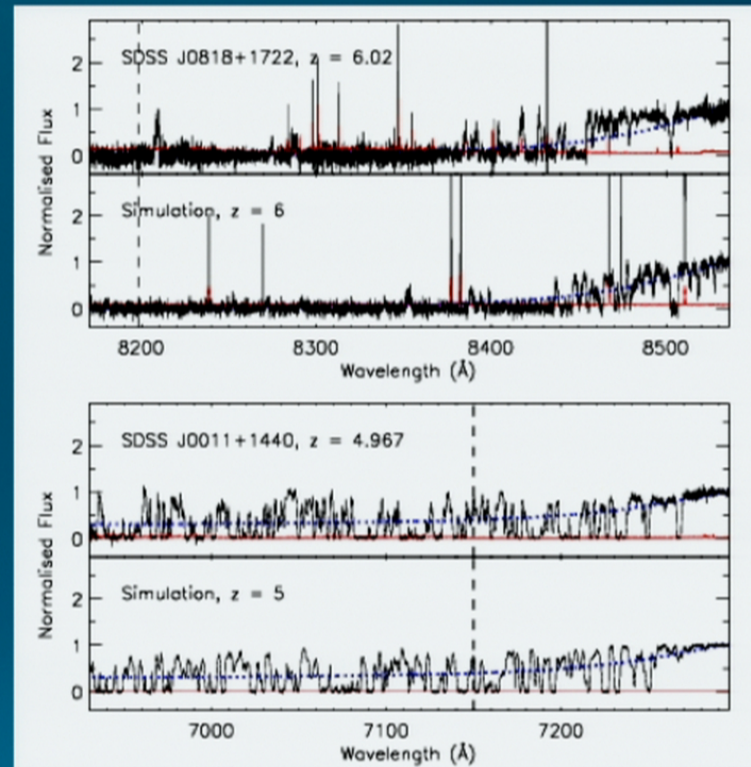 SDSS J0818+1722, z = 6.02
2
1
0
Normalised Flux
Simulation, z = 6
2
1
0
8200 8300 8400 8500
Wavelength (Å)
SDSS J0011+1440, z = 4.967
2
1
0
Normalised Flux
Simulation, z = 5
2
1
0
7000 7100 7200
Wavelength (Å)